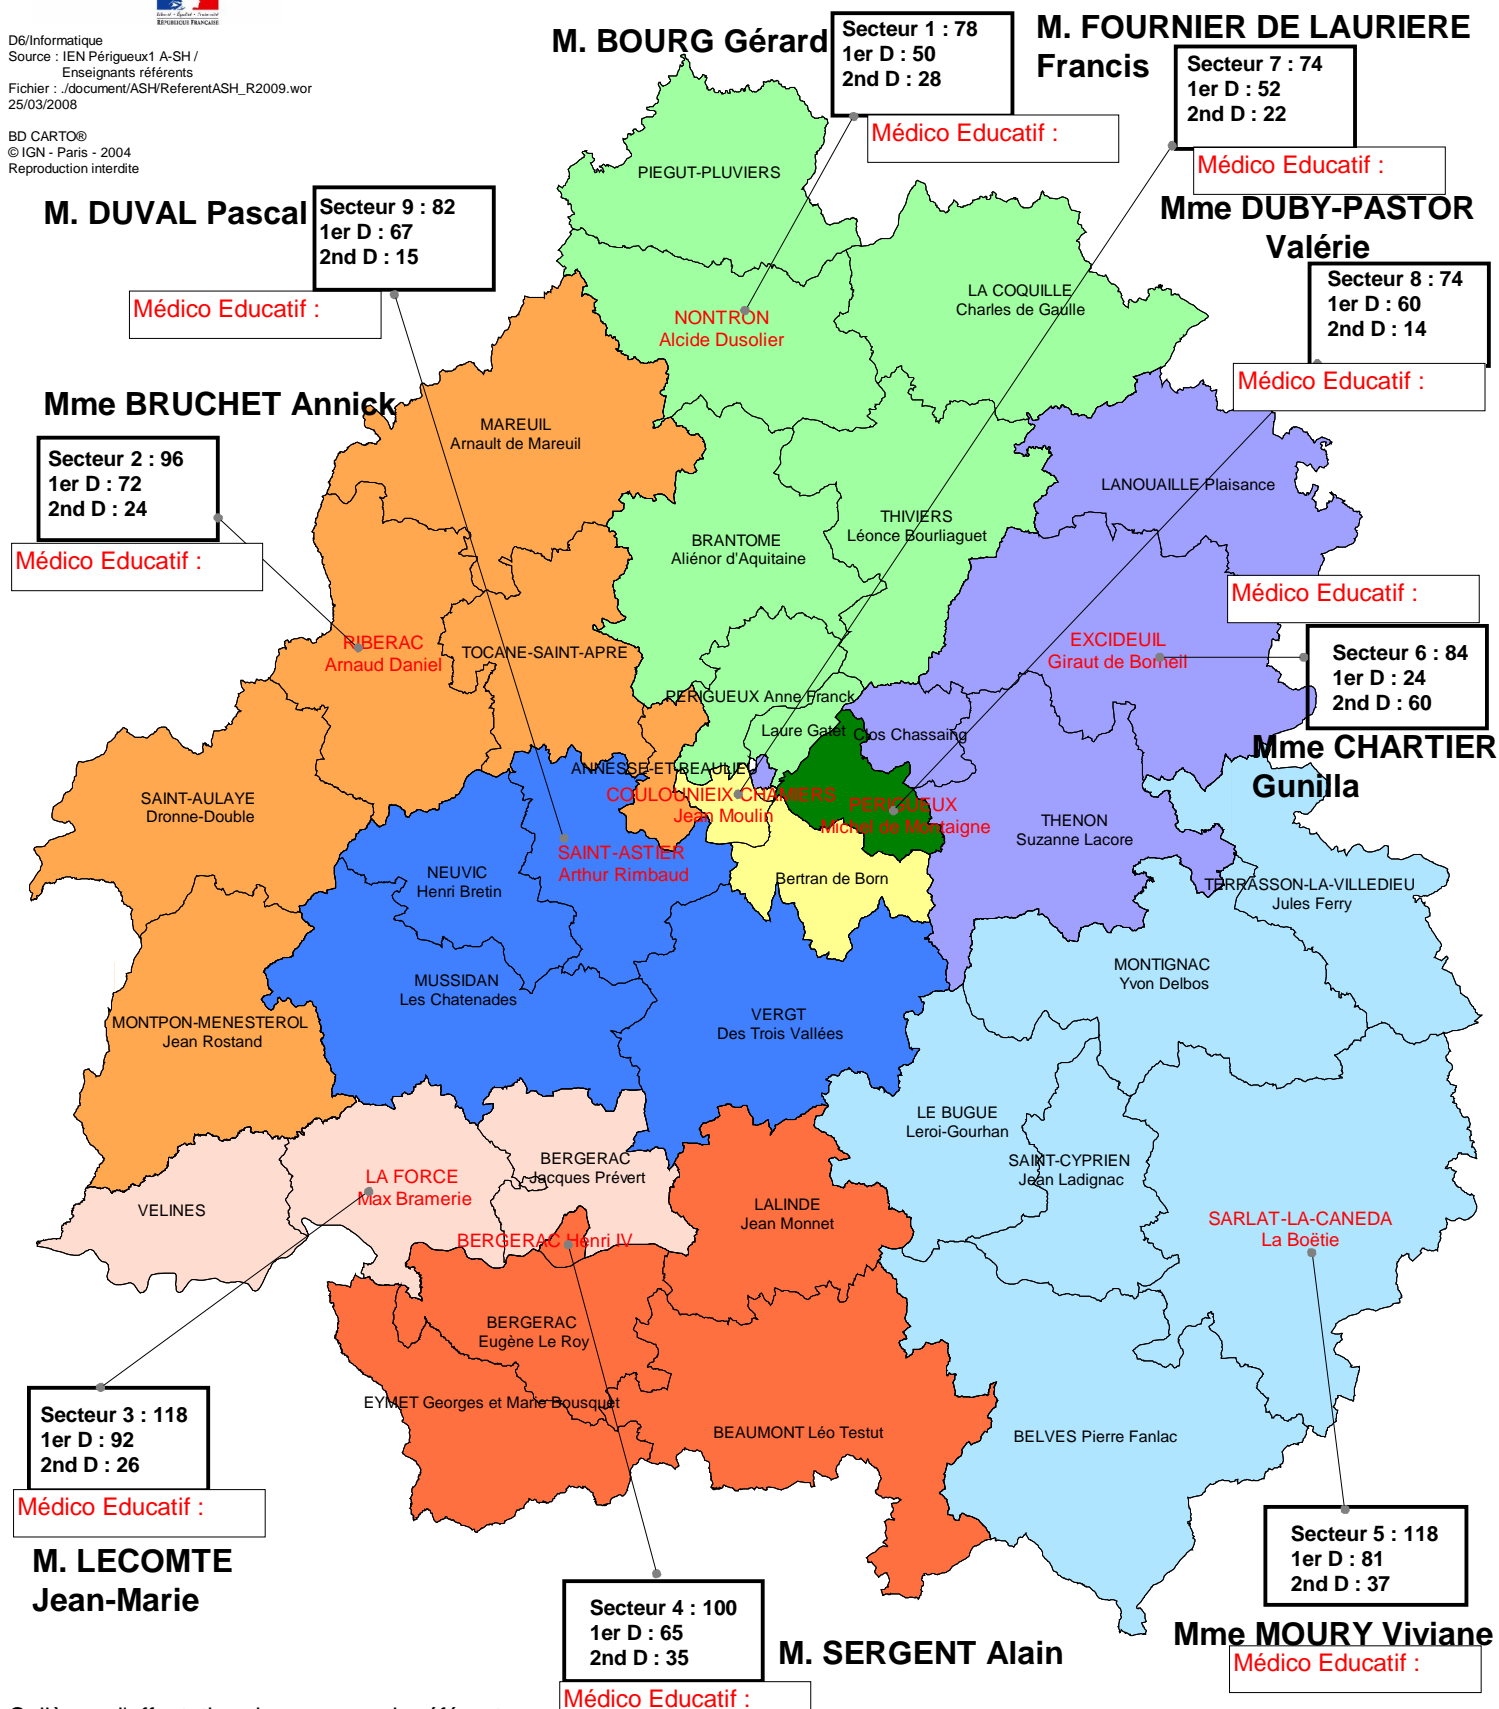 Liberté • Égalité • Fraternité
RÉPUBLIQUE FRANÇAISE
D6/Informatique
Source : IEN Périgueux1 A-SH /
Enseignants référents
Fichier : ./document/ASH/ReferentASH_R2009.wor
25/03/2008
BD CARTO®
© IGN - Paris - 2004
Reproduction interdite
M. BOURG Gérard
Secteur 1 : 78
1er D : 50
2nd D : 28
Médico Educatif :
M. FOURNIER DE LAURIERE
Francis
Secteur 7 : 74
1er D : 52
2nd D : 22
Médico Educatif :
M. DUVAL Pascal
Secteur 9 : 82
1er D : 67
2nd D : 15
Médico Educatif :
Mme DUBY-PASTOR
Valérie
Secteur 8 : 74
1er D : 60
2nd D : 14
Médico Educatif :
Mme BRUCHET Annick
Secteur 2 : 96
1er D : 72
2nd D : 24
Médico Educatif :
PIEGUT-PLUVIERS
LA COQUILLE
Charles de Gaulle
NONTRON
Alcide Dusolier
MAREUIL
Arnault de Mareuil
LANOUAILLE Plaisance
THIVIERS
Léonce Bourliaguet
BRANTOME
Aliénor d'Aquitaine
Médico Educatif :
Secteur 6 : 84
1er D : 24
2nd D : 60
Mme CHARTIER
Gunilla
RIBERAC
Arnaud Daniel
TOCANE-SAINT-APRE
EXCIDEUIL
Giraut de Borneil
PERIGUEUX Anne Franck
Laure Gatet
Clos Chassaing
ANNESSE-ET-BEAULIEU
COULOUNIEIX-CHAMIERS
Jean Moulin
PERIGUEUX
Michel de Montaigne
SAINT-AULAYE
Dronne-Double
THENON
Suzanne Lacore
SAINT-ASTIER
Arthur Rimbaud
NEUVIC
Henri Bretin
Bertran de Born
TERRASSON-LA-VILLEDIEU
Jules Ferry
MUSSIDAN
Les Chatenades
MONTIGNAC
Yvon Delbos
MONTPON-MENESTEROL
Jean Rostand
VERGT
Des Trois Vallées
LE BUGUE
Leroi-Gourhan
SAINT-CYPRIEN
Jean Ladignac
BERGERAC
Jacques Prévert
LA FORCE
Max Bramerie
VELINES
LALINDE
Jean Monnet
SARLAT-LA-CANEDA
La Boëtie
BERGERAC Henri IV
BERGERAC
Eugène Le Roy
EYMET Georges et Marie Bousquet
BEAUMONT Léo Testut
BELVES Pierre Fanlac
Secteur 3 : 118
1er D : 92
2nd D : 26
Médico Educatif :
M. LECOMTE
Jean-Marie
Secteur 4 : 100
1er D : 65
2nd D : 35
Médico Educatif :
M. SERGENT Alain
Secteur 5 : 118
1er D : 81
2nd D : 37
Mme MOURY Viviane
Médico Educatif :